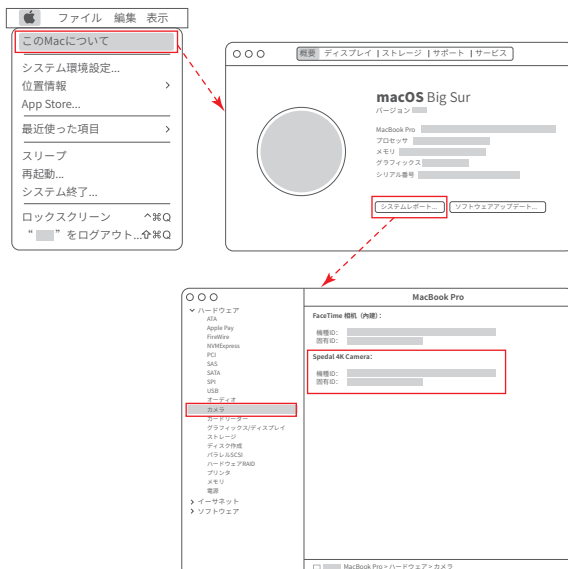 ファイル 編集 表示
このMacについて
システム環境設定...
位置情報 >
App Store...
最近使った項目 >
スリープ
再起動...
システム終了...
ロックスクリーン ^⌘Q
“ ”をログアウト...⇧⌘Q
概要 ディスプレイ | ストレージ | サポート | サービス
macOS Big Sur
バージョン
MacBook Pro
プロセッサ
メモリ
グラフィックス
シリアル番号
システムレポート...
ソフトウェアアップデート...
MacBook Pro
ハードウェア
ATA
Apple Pay
FireWire
NVMExpress
PCI
SAS
SATA
SPI
USB
オーディオ
カメラ
カードリーダー
グラフィックス/ディスプレイ
ストレージ
ディスク作成
パラレルSCSI
ハードウェアRAID
プリンタ
メモリ
電源
> イーサネット
> ソフトウェア
FaceTime 相机（内建）:
機種ID:
固有ID:
Spedal 4K Camera:
機種ID:
固有ID:
MacBook Pro > ハードウェア > カメラ